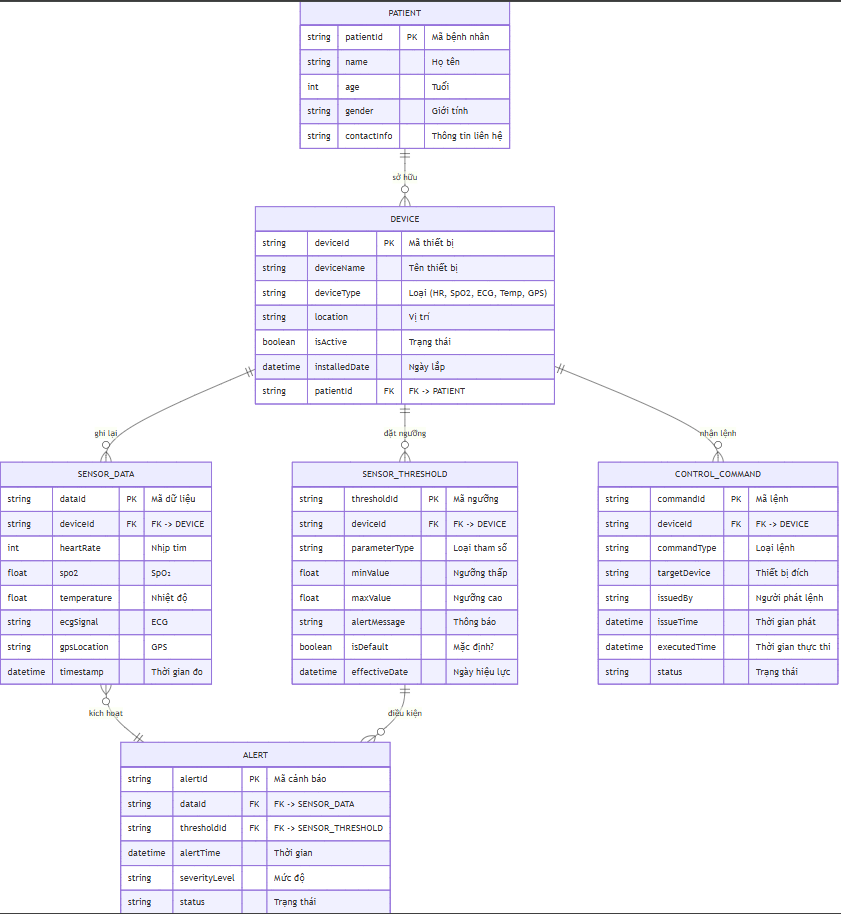 PATIENT
string patientId PK Mã bệnh nhân
string name Họ tên
int age Tuổi
string gender Giới tính
string contactInfo Thông tin liên hệ
sở hữu
DEVICE
string deviceId PK Mã thiết bị
string deviceName Tên thiết bị
string deviceType Loại (HR, SpO2, ECG, Temp, GPS)
string location Vị trí
boolean isActive Trạng thái
datetime installedDate Ngày lắp
string patientId FK FK -> PATIENT
ghi lại
đặt ngưỡng
nhận lệnh
SENSOR_DATA
string dataId PK Mã dữ liệu
string deviceId FK FK -> DEVICE
int heartRate Nhịp tim
float spo2 SpO₂
float temperature Nhiệt độ
string ecgSignal ECG
string gpsLocation GPS
datetime timestamp Thời gian đo
SENSOR_THRESHOLD
string thresholdId PK Mã ngưỡng
string deviceId FK FK -> DEVICE
string parameterType Loại tham số
float minValue Ngưỡng thấp
float maxValue Ngưỡng cao
string alertMessage Thông báo
boolean isDefault Mặc định?
datetime effectiveDate Ngày hiệu lực
CONTROL_COMMAND
string commandId PK Mã lệnh
string deviceId FK FK -> DEVICE
string commandType Loại lệnh
string targetDevice Thiết bị đích
string issuedBy Người phát lệnh
datetime issueTime Thời gian phát
datetime executedTime Thời gian thực thi
string status Trạng thái
kích hoạt
điều kiện
ALERT
string alertId PK Mã cảnh báo
string dataId FK FK -> SENSOR_DATA
string thresholdId FK FK -> SENSOR_THRESHOLD
datetime alertTime Thời gian
string severityLevel Mức độ
string status Trạng thái